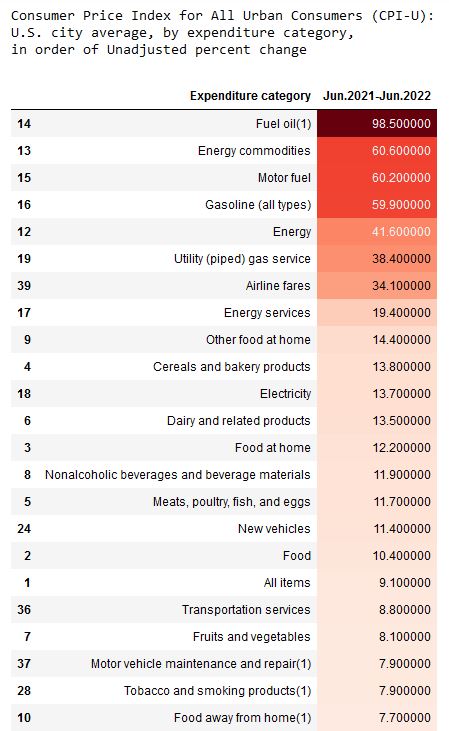 Consumer Price Index for All Urban Consumers (CPI-U):
U.S. city average, by expenditure category,
in order of Unadjusted percent change
Expenditure category Jun.2021-Jun.2022
14 Fuel oil(1) 98.500000
13 Energy commodities 60.600000
15 Motor fuel 60.200000
16 Gasoline (all types) 59.900000
12 Energy 41.600000
19 Utility (piped) gas service 38.400000
39 Airline fares 34.100000
17 Energy services 19.400000
9 Other food at home 14.400000
4 Cereals and bakery products 13.800000
18 Electricity 13.700000
6 Dairy and related products 13.500000
3 Food at home 12.200000
8 Nonalcoholic beverages and beverage materials 11.900000
5 Meats, poultry, fish, and eggs 11.700000
24 New vehicles 11.400000
2 Food 10.400000
1 All items 9.100000
36 Transportation services 8.800000
7 Fruits and vegetables 8.100000
37 Motor vehicle maintenance and repair(1) 7.900000
28 Tobacco and smoking products(1) 7.900000
10 Food away from home(1) 7.700000